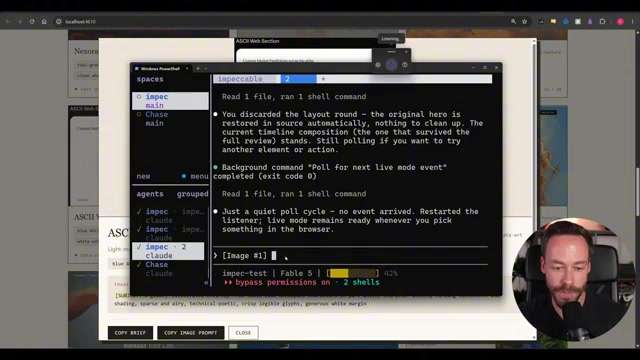 localhost:4610
Nexora
ASCII Web Section
ASCII Web Section
Listening...
Windows PowerShell
spaces
impec
main
Chase
main
new
menu
agents grouped
impec · impe…
claude
impec · impe…
claude
impec · 2
claude
Chase
claude
«
impeccable 2 +
Read 1 file, ran 1 shell command
● You discarded the layout round — the original hero is
restored in source automatically, nothing to clean up. The
current timeline composition (the one that survived the
full review) stands. Still polling if you want to try
another element or action.
● Background command "Poll for next live mode event"
completed (exit code 0)
Read 1 file, ran 1 shell command
● Just a quiet poll cycle — no event arrived. Restarted the
listener; live mode remains ready whenever you pick
something in the browser.
❯ [Image #1]
impec-test | Fable 5 | [ ] 42%
▸▸ bypass permissions on · 2 shells
ASCII
shading, sparse and airy, technical-poetic, crisp legible glyphs, generous white margin
COPY BRIEF
COPY IMAGE PROMPT
CLOSE